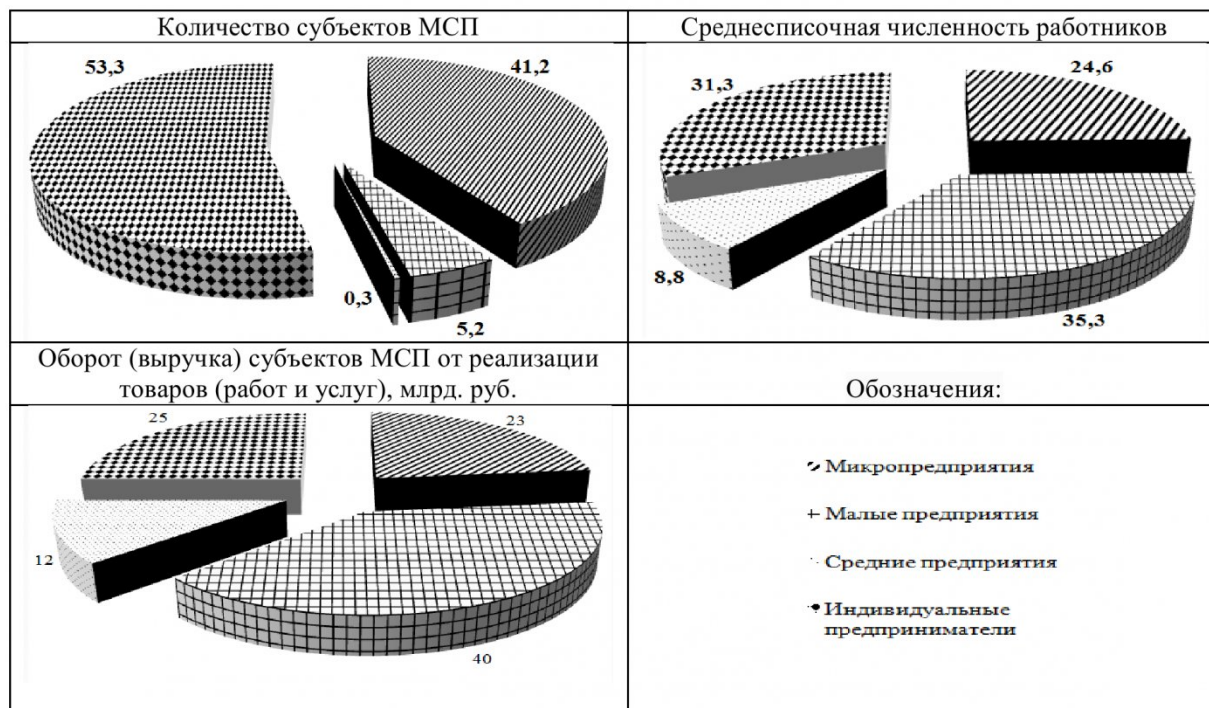 Количество субъектов МСП
53,3
41,2
0,3
5,2
Среднесписочная численность работников
31,3
24,6
8,8
35,3
Оборот (выручка) субъектов МСП от реализации
товаров (работ и услуг), млрд. руб.
25
23
12
40
Обозначения:
Микропредприятия
Малые предприятия
Средние предприятия
Индивидуальные
предприниматели